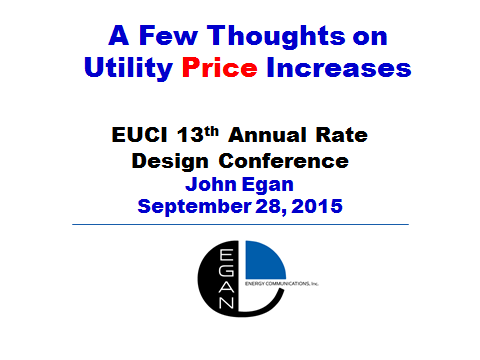 A Few Thoughts on
Utility Price Increases
EUCI 13th Annual Rate
Design Conference
John Egan
September 28, 2015
EGAN
ENERGY COMMUNICATIONS, Inc.